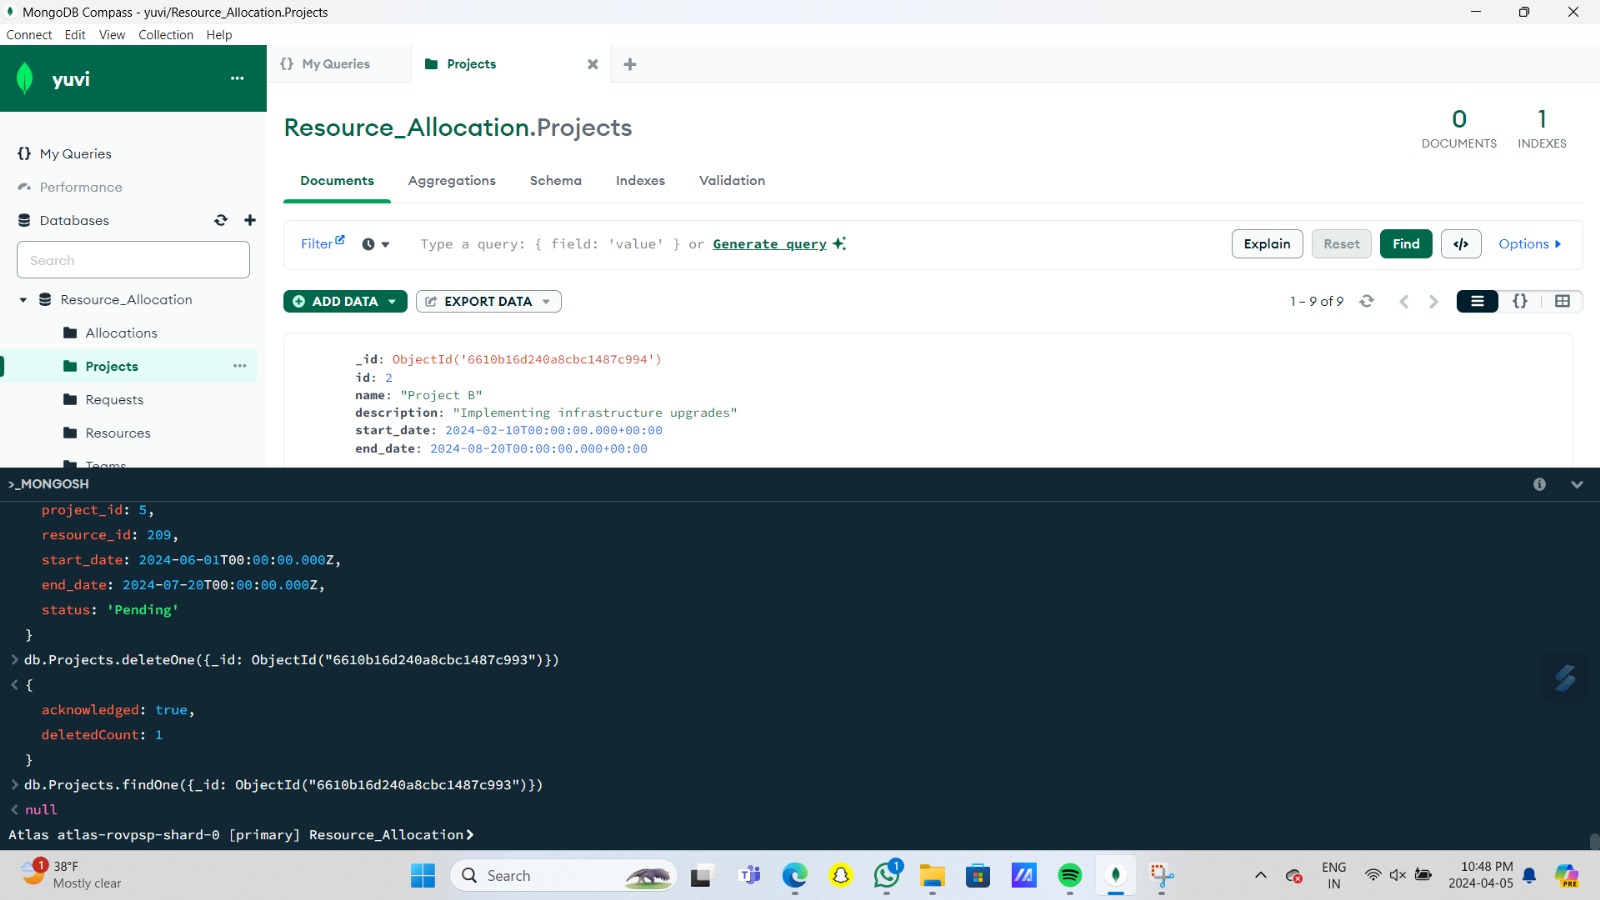 MongoDB Compass - yuvi/Resource_Allocation.Projects
Connect Edit View Collection Help
yuvi
My Queries
Projects
Resource_Allocation.Projects
0
DOCUMENTS
1
INDEXES
{} My Queries
Performance
Databases
Search
Resource_Allocation
Allocations
Projects
Requests
Resources
Teams
Documents Aggregations Schema Indexes Validation
Filter Type a query: { field: 'value' } or Generate query Explain Reset Find </> Options
ADD DATA EXPORT DATA 1 – 9 of 9 {}
_id: ObjectId('6610b16d240a8cbc1487c994')
id: 2
name: "Project B"
description: "Implementing infrastructure upgrades"
start_date: 2024-02-10T00:00:00.000+00:00
end_date: 2024-08-20T00:00:00.000+00:00
>_MONGOSH
project_id: 5,
resource_id: 209,
start_date: 2024-06-01T00:00:00.000Z,
end_date: 2024-07-20T00:00:00.000Z,
status: 'Pending'
}
> db.Projects.deleteOne({_id: ObjectId("6610b16d240a8cbc1487c993")})
< {
acknowledged: true,
deletedCount: 1
}
> db.Projects.findOne({_id: ObjectId("6610b16d240a8cbc1487c993")})
< null
Atlas atlas-rovpsp-shard-0 [primary] Resource_Allocation>
1
38°F
Mostly clear
Search
1
ENG
IN
10:48 PM
2024-04-05
PRE